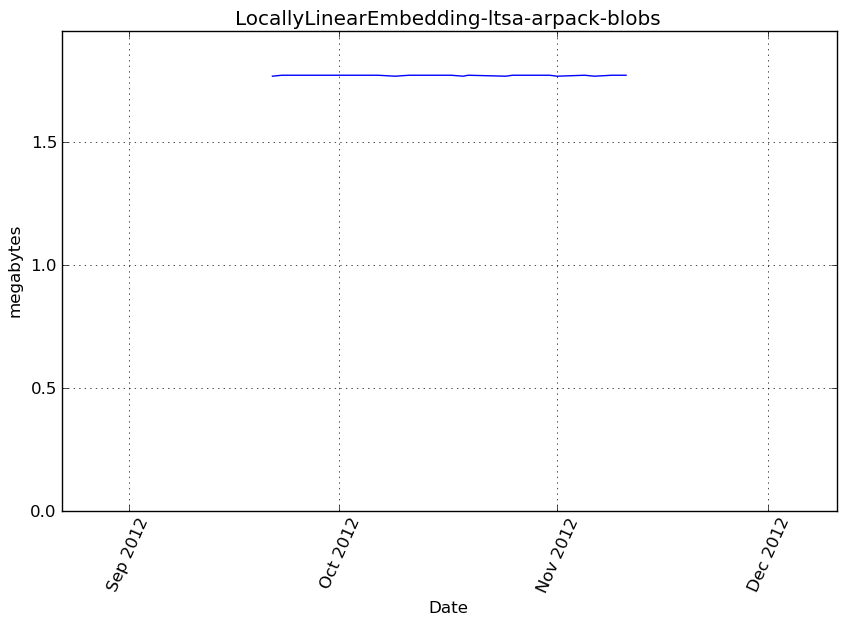 LocallyLinearEmbedding-ltsa-arpack-blobs
megabytes
1.5
1.0
0.5
0.0
Sep 2012
Oct 2012
Nov 2012
Dec 2012
Date